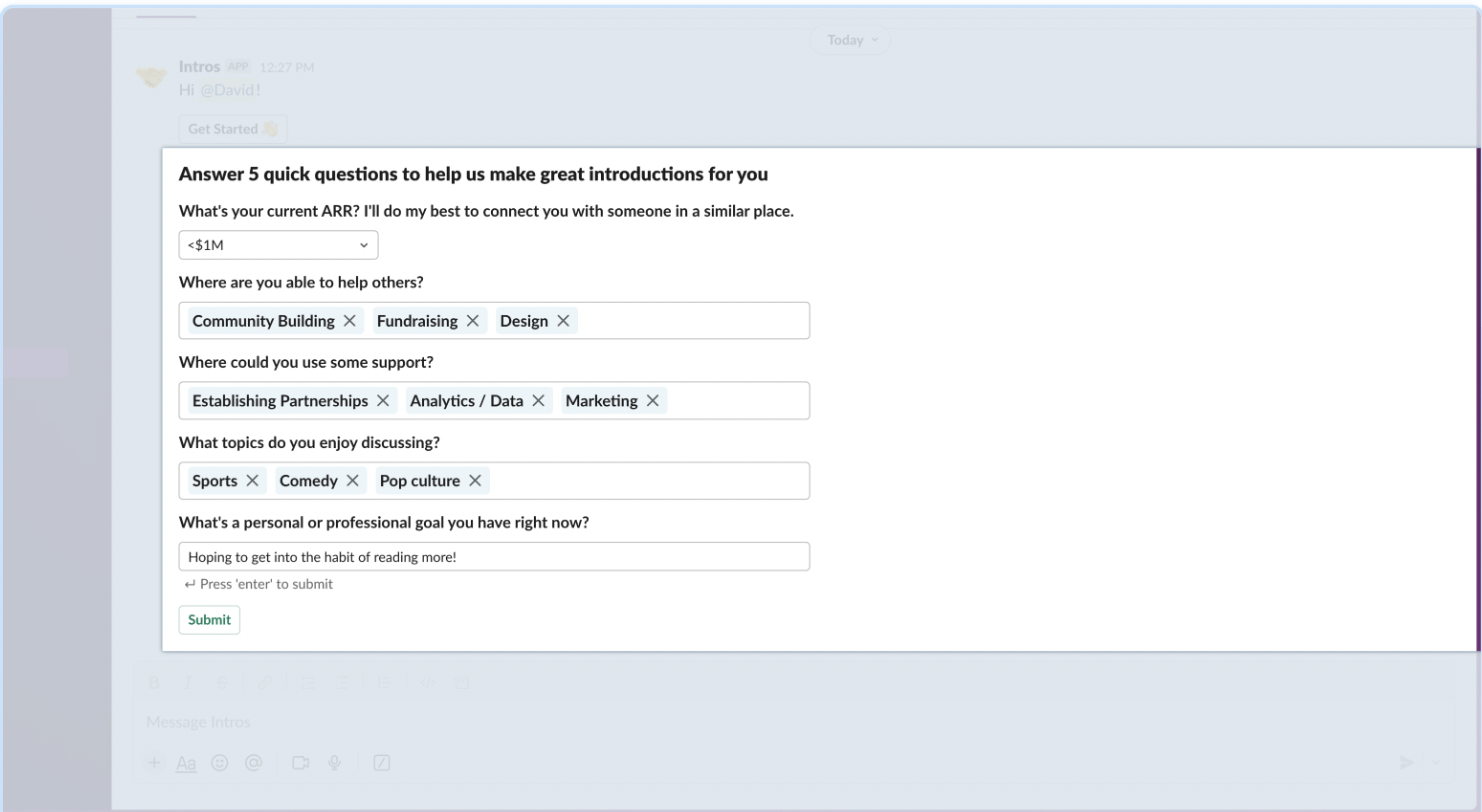 Today
Intros APP 12:27 PM
Hi @David!
Get Started 👋
Answer 5 quick questions to help us make great introductions for you
What's your current ARR? I'll do my best to connect you with someone in a similar place.
<$1M
Where are you able to help others?
Community Building Fundraising Design
Where could you use some support?
Establishing Partnerships Analytics / Data Marketing
What topics do you enjoy discussing?
Sports Comedy Pop culture
What's a personal or professional goal you have right now?
Hoping to get into the habit of reading more!
↵ Press 'enter' to submit
Submit
B I S
Message Intros
+ Aa @